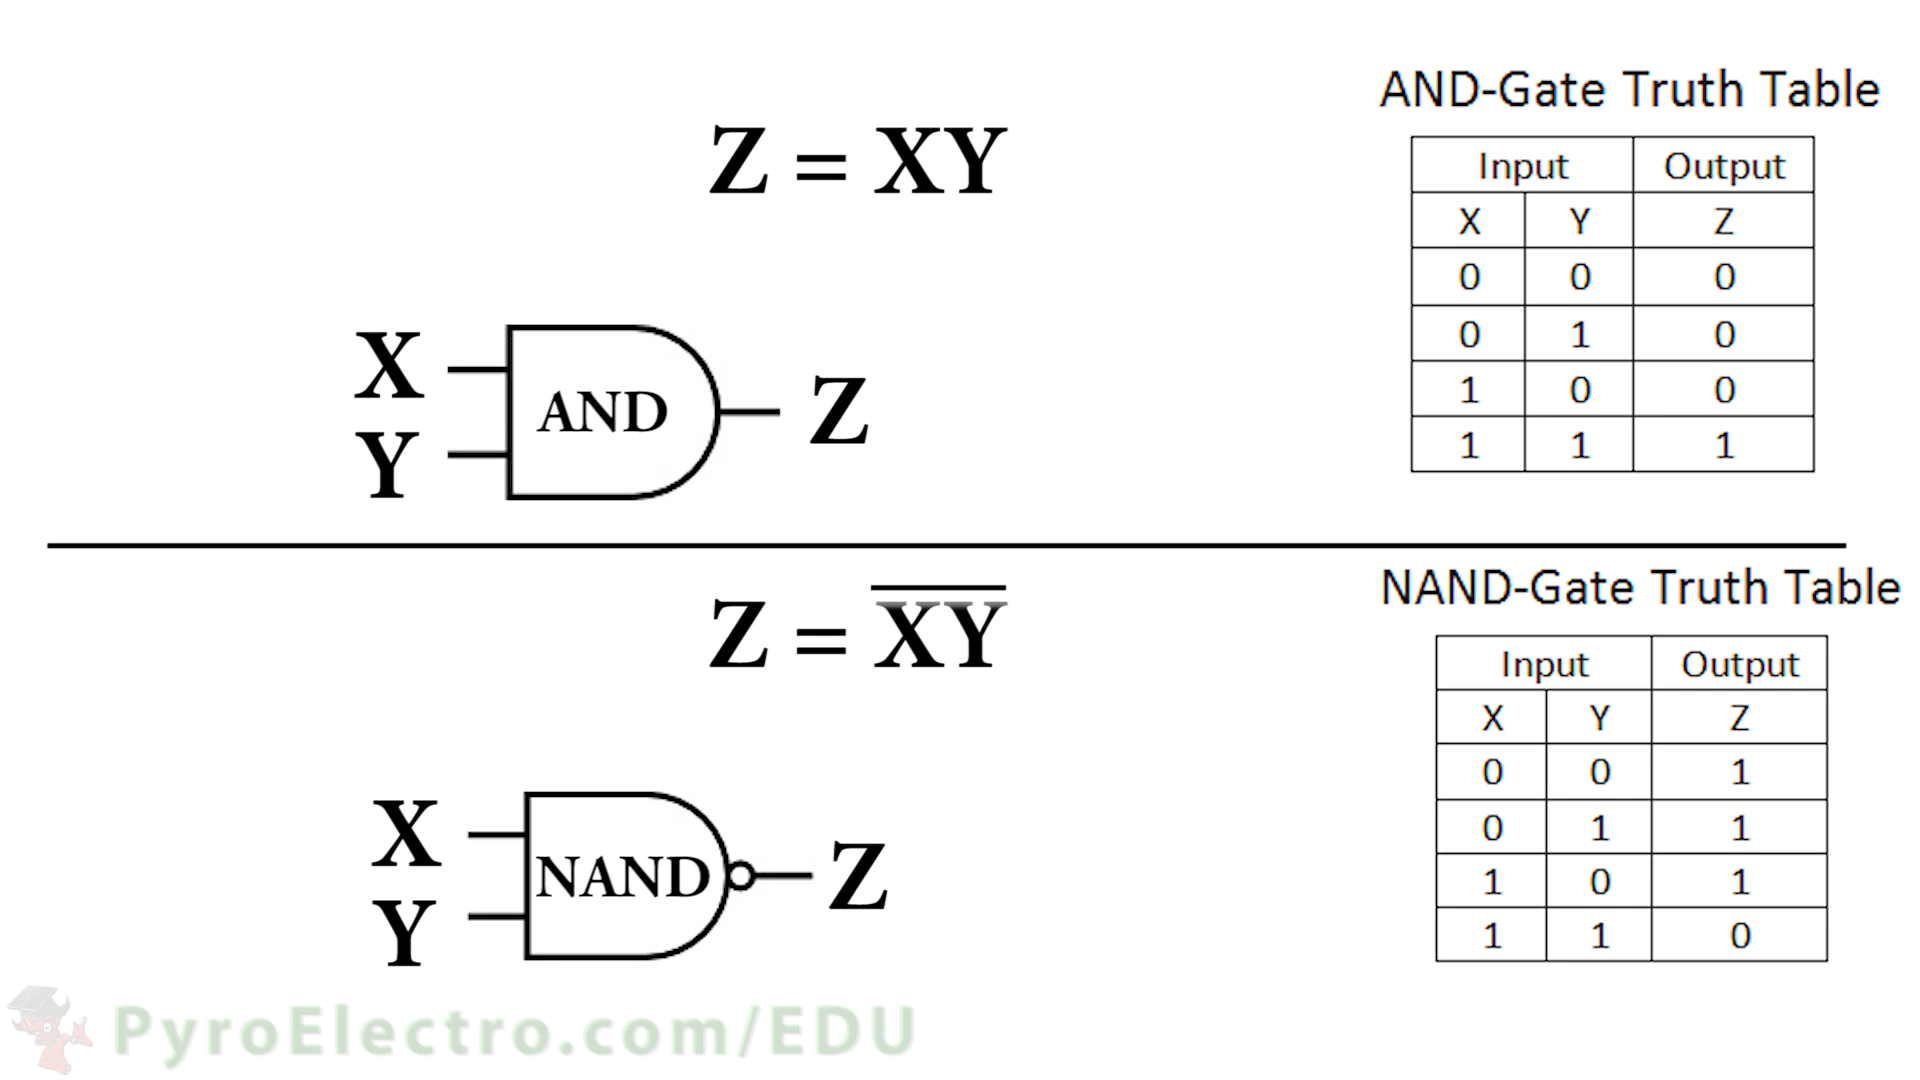 Z = XY
X
AND
Y
Z
AND-Gate Truth Table
Input Output
X Y Z
0 0 0
0 1 0
1 0 0
1 1 1
Z = X̅Y̅
X
NAND
Y
Z
NAND-Gate Truth Table
Input Output
X Y Z
0 0 1
0 1 1
1 0 1
1 1 0
PyroElectro.com/EDU